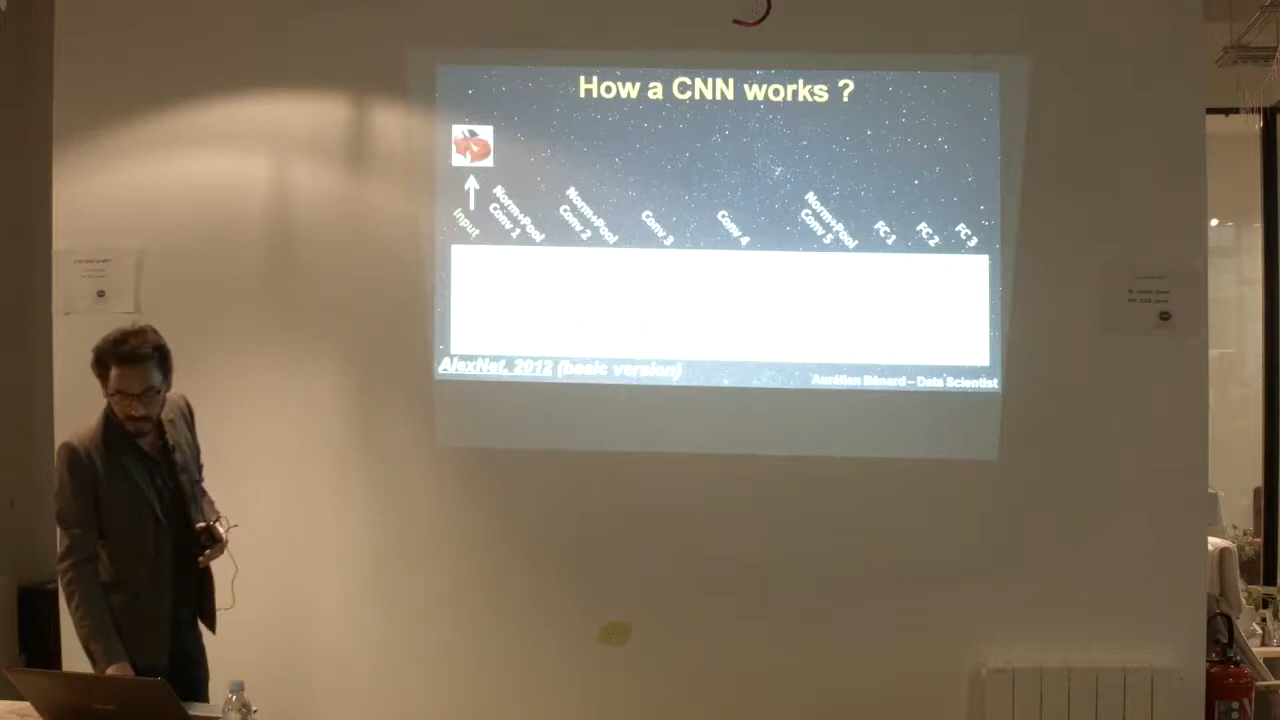 How a CNN works ?
Input
Norm+Pool
Conv 1
Norm+Pool
Conv 2
Conv 3
Conv 4
Norm+Pool
Conv 5
FC 1
FC 2
FC 3
AlexNet, 2012 (basic version)
Aurélien Bénard – Data Scientist